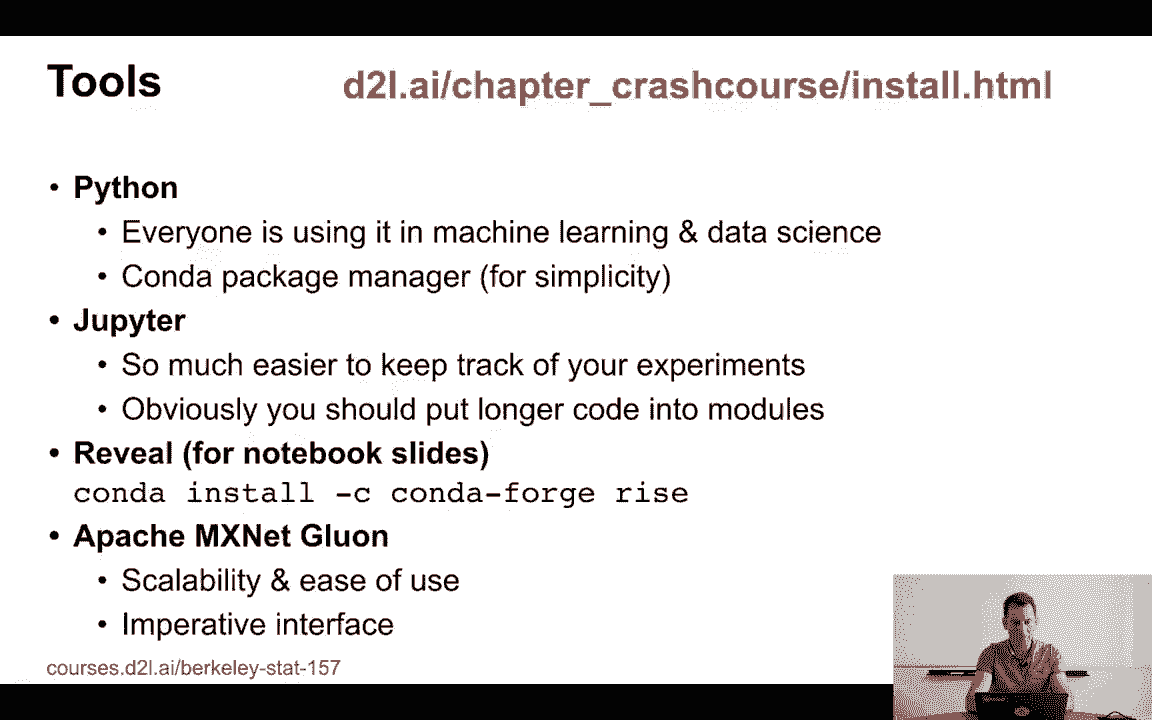 Tools
d2l.ai/chapter_crashcourse/install.html
• Python
• Everyone is using it in machine learning & data science
• Conda package manager (for simplicity)
• Jupyter
• So much easier to keep track of your experiments
• Obviously you should put longer code into modules
• Reveal (for notebook slides)
conda install -c conda-forge rise
• Apache MXNet Gluon
• Scalability & ease of use
• Imperative interface
courses.d2l.ai/berkeley-stat-157